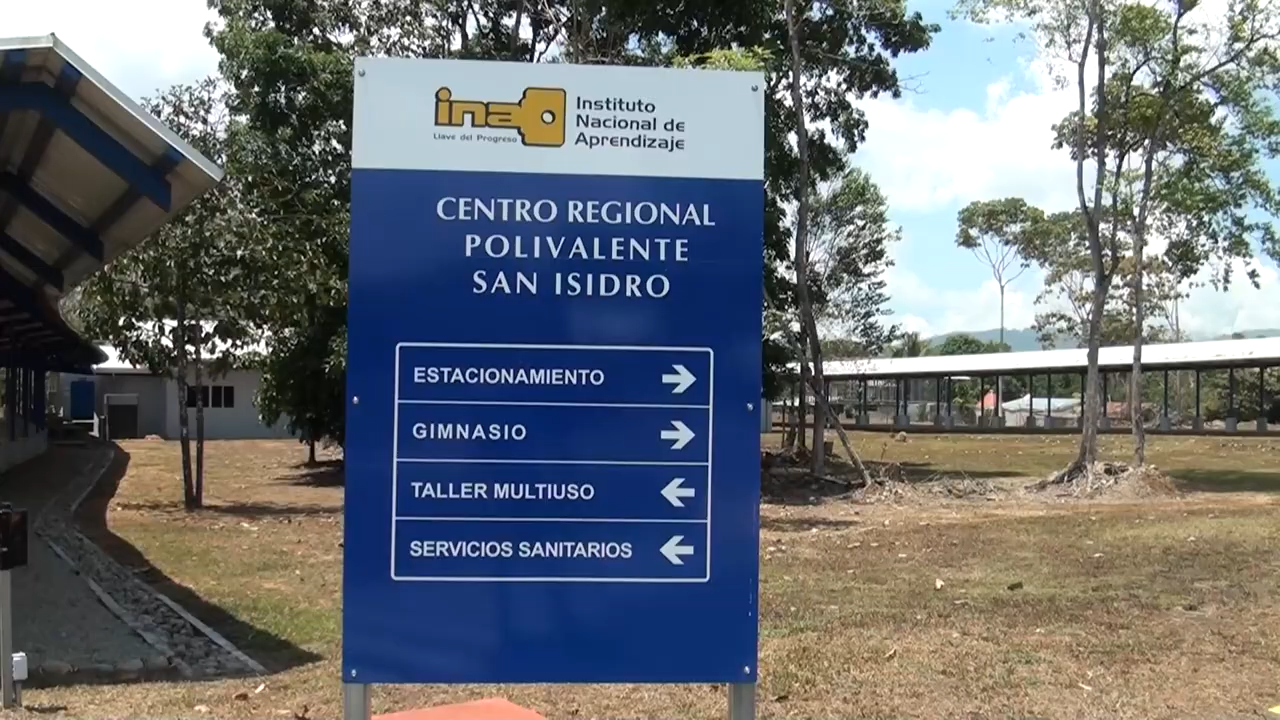 ina
Llave del Progreso
Instituto
Nacional de
Aprendizaje
CENTRO REGIONAL
POLIVALENTE
SAN ISIDRO
ESTACIONAMIENTO
GIMNASIO
TALLER MULTIUSO
SERVICIOS SANITARIOS